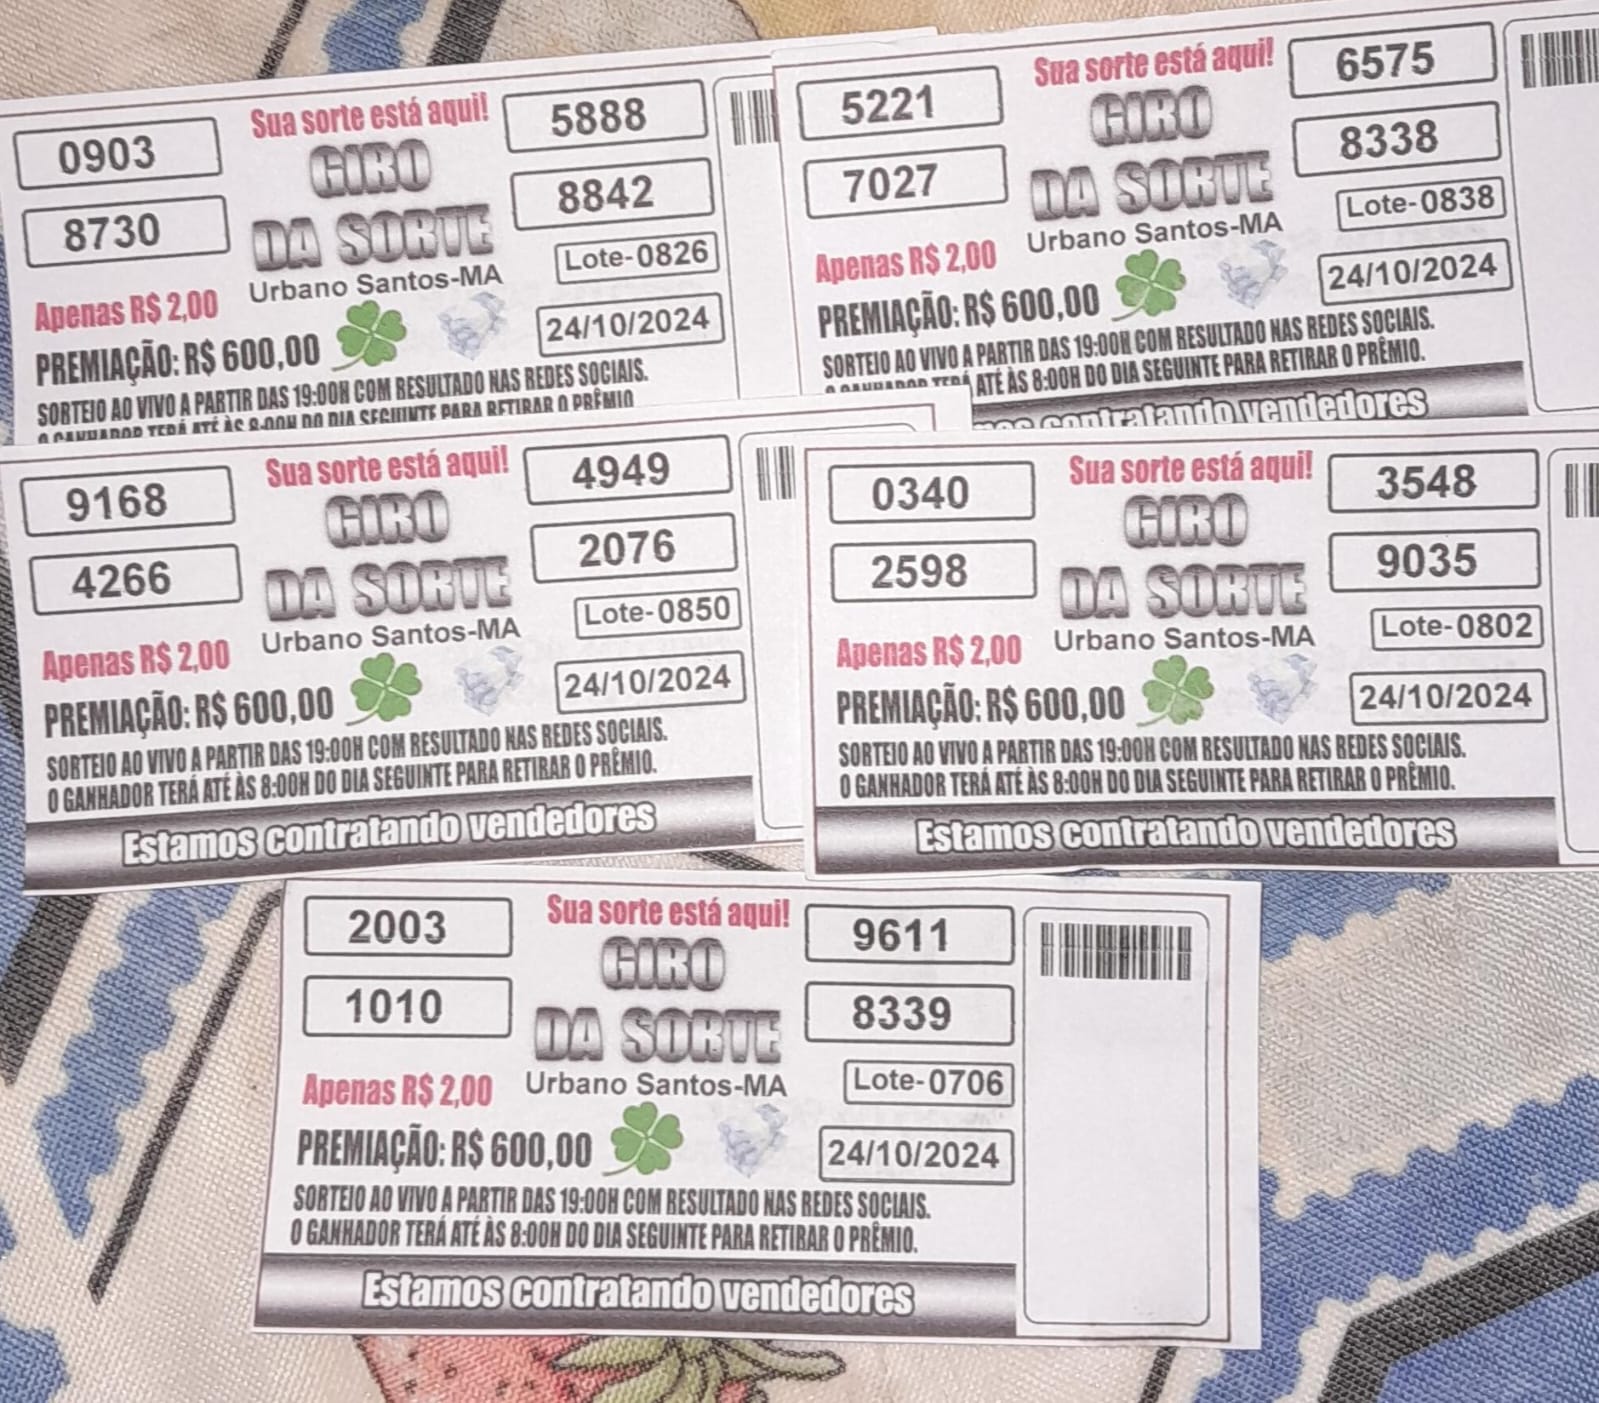 0903
8730
Sua sorte está aqui!
GIRO
DA SORTE
Urbano Santos-MA
5888
8842
Lote-0826
24/10/2024
Apenas R$ 2,00
PREMIAÇÃO: R$ 600,00
SORTEIO AO VIVO A PARTIR DAS 19:00H COM RESULTADO NAS REDES SOCIAIS.
O GANHADOR TERÁ ATÉ ÀS 8:00H DO DIA SEGUINTE PARA RETIRAR O PRÊMIO
5221
7027
Sua sorte está aqui!
GIRO
DA SORTE
Urbano Santos-MA
6575
8338
Lote-0838
24/10/2024
Apenas R$ 2,00
PREMIAÇÃO: R$ 600,00
SORTEIO AO VIVO A PARTIR DAS 19:00H COM RESULTADO NAS REDES SOCIAIS.
O GANHADOR TERÁ ATÉ ÀS 8:00H DO DIA SEGUINTE PARA RETIRAR O PRÊMIO.
contratando vendedores
9168
4266
Sua sorte está aqui!
GIRO
DA SORTE
Urbano Santos-MA
4949
2076
Lote-0850
24/10/2024
Apenas R$ 2,00
PREMIAÇÃO: R$ 600,00
SORTEIO AO VIVO A PARTIR DAS 19:00H COM RESULTADO NAS REDES SOCIAIS.
O GANHADOR TERÁ ATÉ ÀS 8:00H DO DIA SEGUINTE PARA RETIRAR O PRÊMIO.
Estamos contratando vendedores
0340
2598
Sua sorte está aqui!
GIRO
DA SORTE
Urbano Santos-MA
3548
9035
Lote-0802
24/10/2024
Apenas R$ 2,00
PREMIAÇÃO: R$ 600,00
SORTEIO AO VIVO A PARTIR DAS 19:00H COM RESULTADO NAS REDES SOCIAIS.
O GANHADOR TERÁ ATÉ ÀS 8:00H DO DIA SEGUINTE PARA RETIRAR O PRÊMIO.
Estamos contratando vendedores
2003
1010
Sua sorte está aqui!
GIRO
DA SORTE
Urbano Santos-MA
9611
8339
Lote-0706
24/10/2024
Apenas R$ 2,00
PREMIAÇÃO: R$ 600,00
SORTEIO AO VIVO A PARTIR DAS 19:00H COM RESULTADO NAS REDES SOCIAIS.
O GANHADOR TERÁ ATÉ ÀS 8:00H DO DIA SEGUINTE PARA RETIRAR O PRÊMIO.
Estamos contratando vendedores